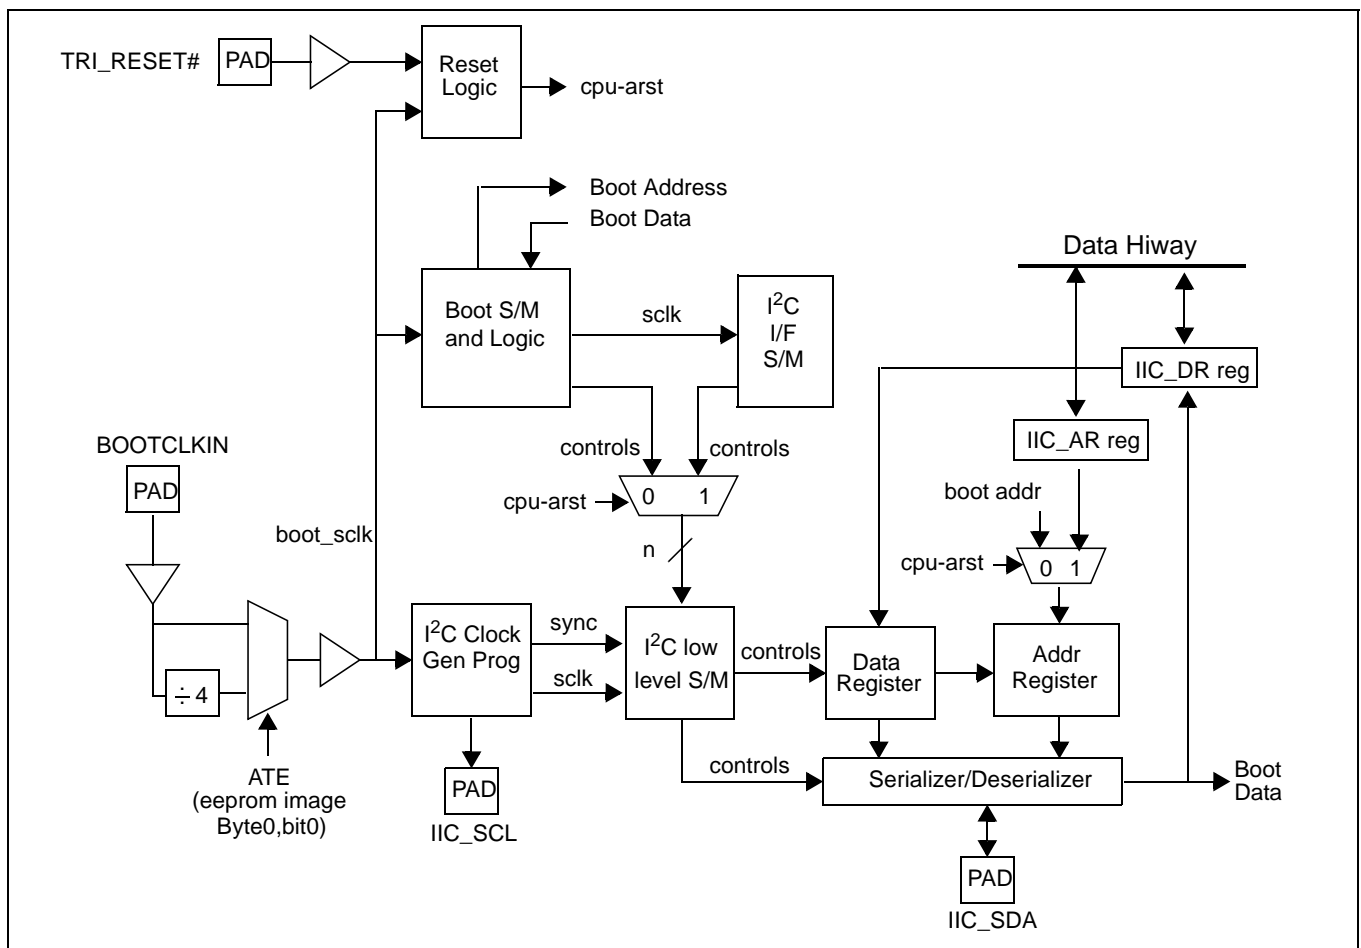 TRI_RESET#
PAD
Reset
Logic
cpu-arst
Boot Address
Boot Data
Data Hiway
Boot S/M
and Logic
sclk
I²C
I/F
S/M
IIC_DR reg
IIC_AR reg
controls
controls
BOOTCLKIN
PAD
cpu-arst
0 1
boot addr
boot_sclk
n
cpu-arst
0 1
I²C Clock
Gen Prog
sync
sclk
I²C low
level S/M
controls
Data
Register
Addr
Register
÷4
ATE
(eeprom image
Byte0,bit0)
PAD
IIC_SCL
controls
Serializer/Deserializer
Boot
Data
PAD
IIC_SDA